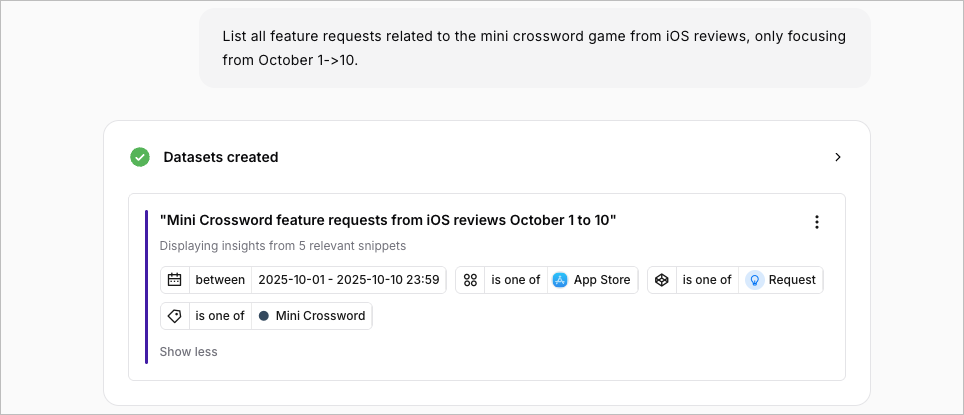 List all feature requests related to the mini crossword game from iOS reviews, only focusing
from October 1->10.
Datasets created
"Mini Crossword feature requests from iOS reviews October 1 to 10"
Displaying insights from 5 relevant snippets
between 2025-10-01 - 2025-10-10 23:59 is one of App Store is one of Request
is one of Mini Crossword
Show less